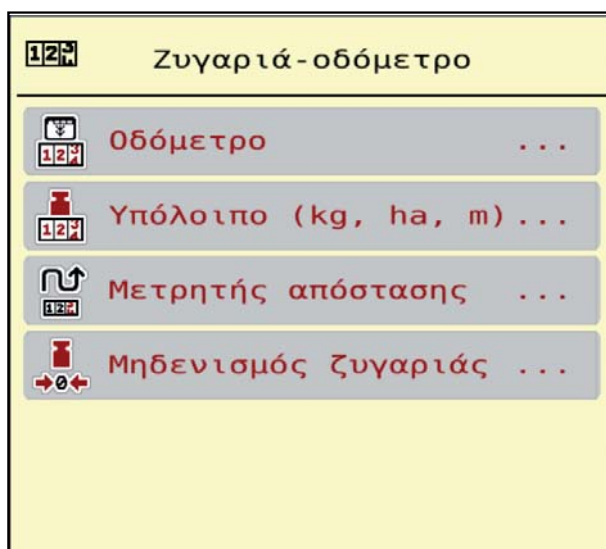 Ζυγαριά-οδόμετρο
Οδόμετρο ...
Υπόλοιπο (kg, ha, m)...
Μετρητής απόστασης ...
Μηδενισμός ζυγαριάς ...